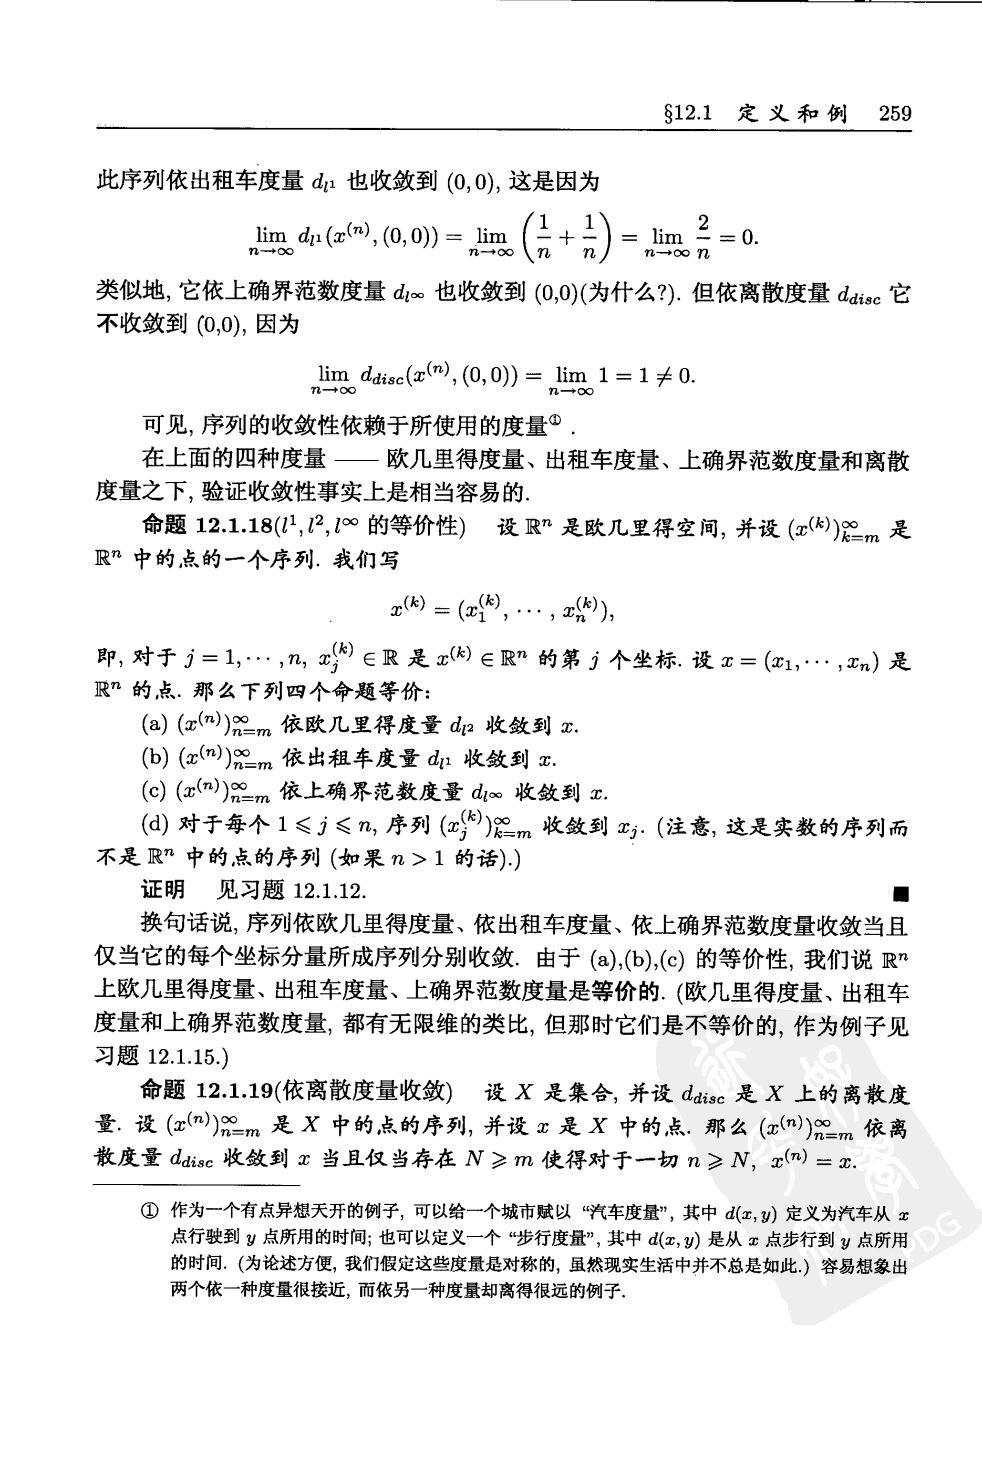 §12.1 定义和例 259
此序列依出租车度量 $d_{l^1}$ 也收敛到 (0,0), 这是因为
$$\lim_{n\to\infty} d_{l^1}(x^{(n)},(0,0)) = \lim_{n\to\infty}\left(\frac{1}{n}+\frac{1}{n}\right) = \lim_{n\to\infty}\frac{2}{n} = 0.$$
类似地, 它依上确界范数度量 $d_{l^\infty}$ 也收敛到 (0,0)(为什么?). 但依离散度量 $d_{disc}$ 它
不收敛到 (0,0), 因为
$$\lim_{n\to\infty} d_{disc}(x^{(n)},(0,0)) = \lim_{n\to\infty} 1 = 1 \neq 0.$$
可见, 序列的收敛性依赖于所使用的度量①.
在上面的四种度量 —— 欧几里得度量、出租车度量、上确界范数度量和离散
度量之下, 验证收敛性事实上是相当容易的.
命题 12.1.18($l^1, l^2, l^\infty$ 的等价性) 设 $\mathbb{R}^n$ 是欧几里得空间, 并设 $(x^{(k)})_{k=m}^\infty$ 是
$\mathbb{R}^n$ 中的点的一个序列. 我们写
$$x^{(k)} = (x_1^{(k)}, \cdots, x_n^{(k)}),$$
即, 对于 $j = 1, \cdots, n$, $x_j^{(k)} \in \mathbb{R}$ 是 $x^{(k)} \in \mathbb{R}^n$ 的第 $j$ 个坐标. 设 $x = (x_1, \cdots, x_n)$ 是
$\mathbb{R}^n$ 的点. 那么下列四个命题等价:
(a) $(x^{(n)})_{n=m}^\infty$ 依欧几里得度量 $d_{l^2}$ 收敛到 $x$.
(b) $(x^{(n)})_{n=m}^\infty$ 依出租车度量 $d_{l^1}$ 收敛到 $x$.
(c) $(x^{(n)})_{n=m}^\infty$ 依上确界范数度量 $d_{l^\infty}$ 收敛到 $x$.
(d) 对于每个 $1 \leqslant j \leqslant n$, 序列 $(x_j^{(k)})_{k=m}^\infty$ 收敛到 $x_j$. (注意, 这是实数的序列而
不是 $\mathbb{R}^n$ 中的点的序列 (如果 $n > 1$ 的话).)
证明 见习题 12.1.12. ■
换句话说, 序列依欧几里得度量、依出租车度量、依上确界范数度量收敛当且
仅当它的每个坐标分量所成序列分别收敛. 由于 (a),(b),(c) 的等价性, 我们说 $\mathbb{R}^n$
上欧几里得度量、出租车度量、上确界范数度量是等价的. (欧几里得度量、出租车
度量和上确界范数度量, 都有无限维的类比, 但那时它们是不等价的, 作为例子见
习题 12.1.15.)
命题 12.1.19(依离散度量收敛) 设 $X$ 是集合, 并设 $d_{disc}$ 是 $X$ 上的离散度
量. 设 $(x^{(n)})_{n=m}^\infty$ 是 $X$ 中的点的序列, 并设 $x$ 是 $X$ 中的点. 那么 $(x^{(n)})_{n=m}^\infty$ 依离
散度量 $d_{disc}$ 收敛到 $x$ 当且仅当存在 $N \geqslant m$ 使得对于一切 $n \geqslant N$, $x^{(n)} = x$.
① 作为一个有点异想天开的例子, 可以给一个城市赋以 “汽车度量”, 其中 $d(x,y)$ 定义为汽车从 $x$
点行驶到 $y$ 点所用的时间; 也可以定义一个 “步行度量”, 其中 $d(x,y)$ 是从 $x$ 点步行到 $y$ 点所用
的时间. (为论述方便, 我们假定这些度量是对称的, 虽然现实生活中并不总是如此.) 容易想象出
两个依一种度量很接近, 而依另一种度量却离得很远的例子.
PDG